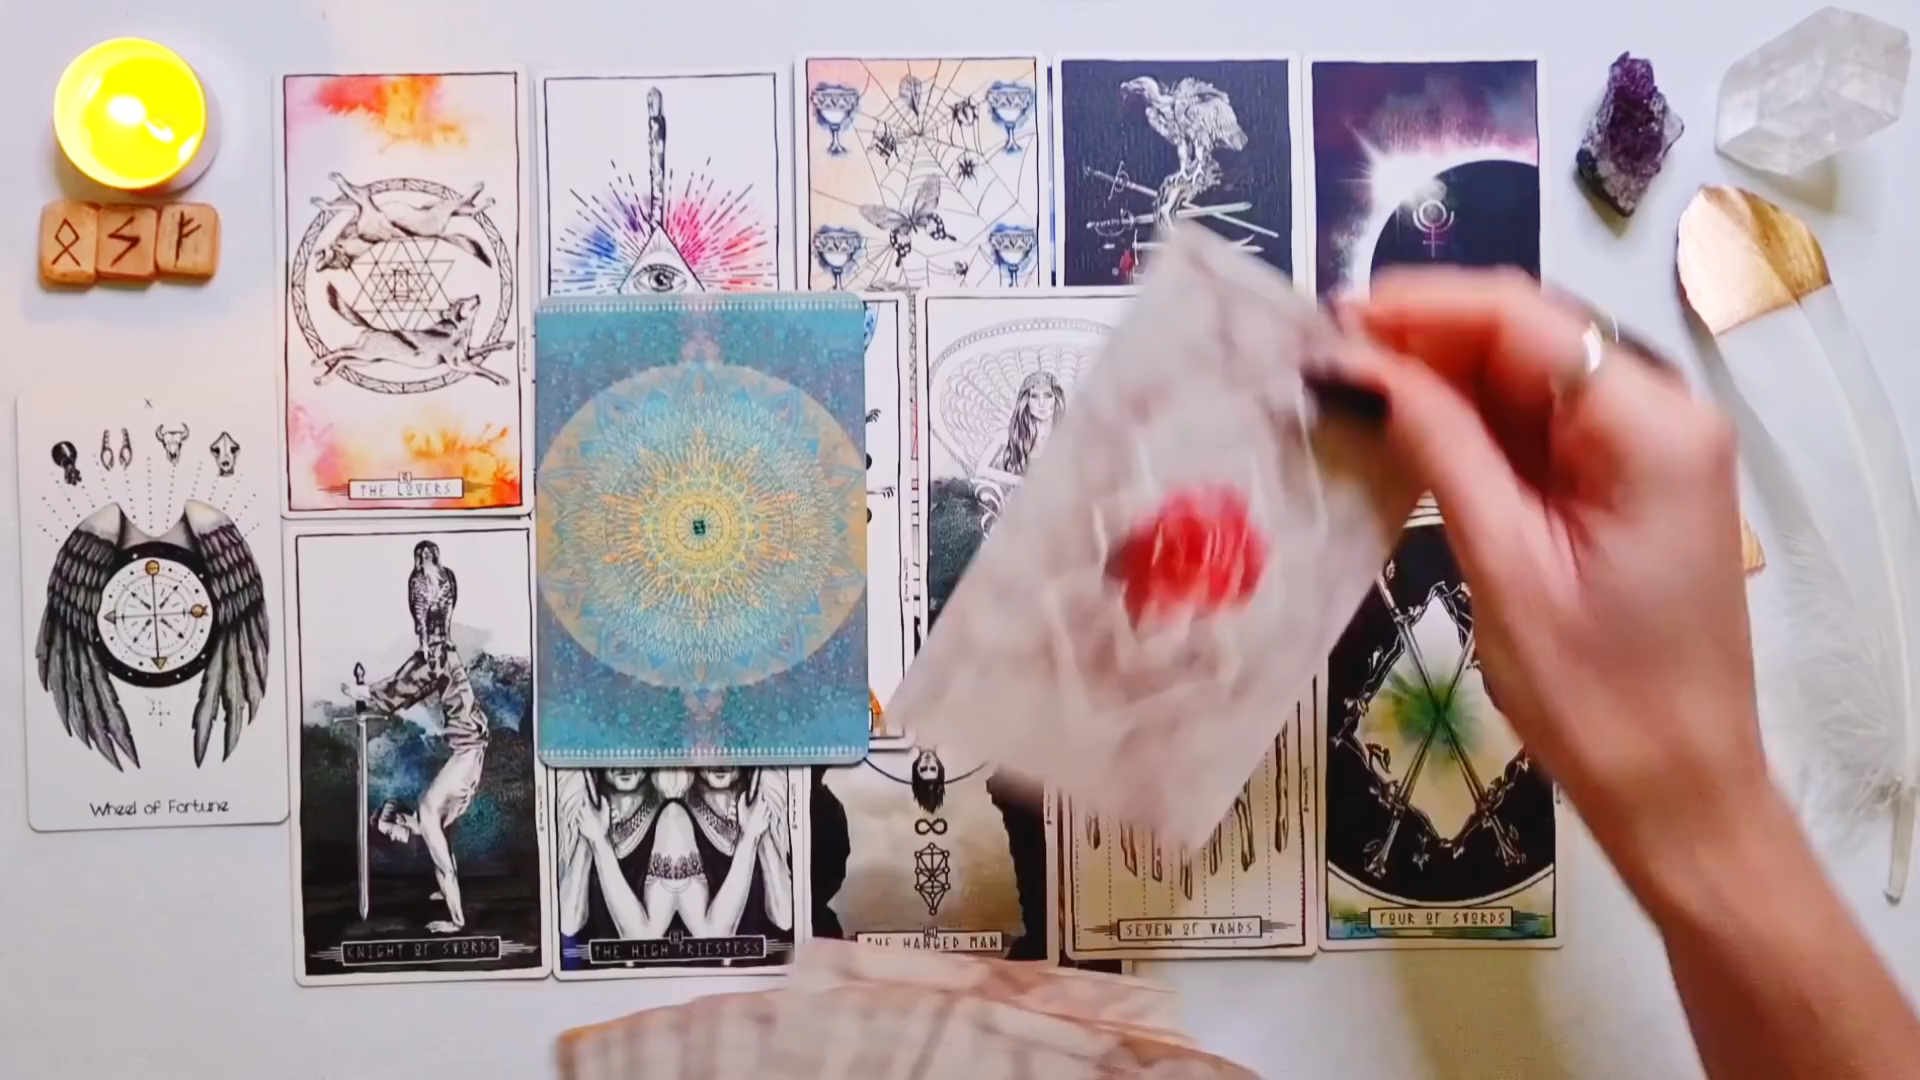 THE LOVERS
X
Wheel of Fortune
KNIGHT OF SWORDS
II
THE HIGH PRIESTESS
THE HANGED MAN
SEVEN OF WANDS
FOUR OF SWORDS